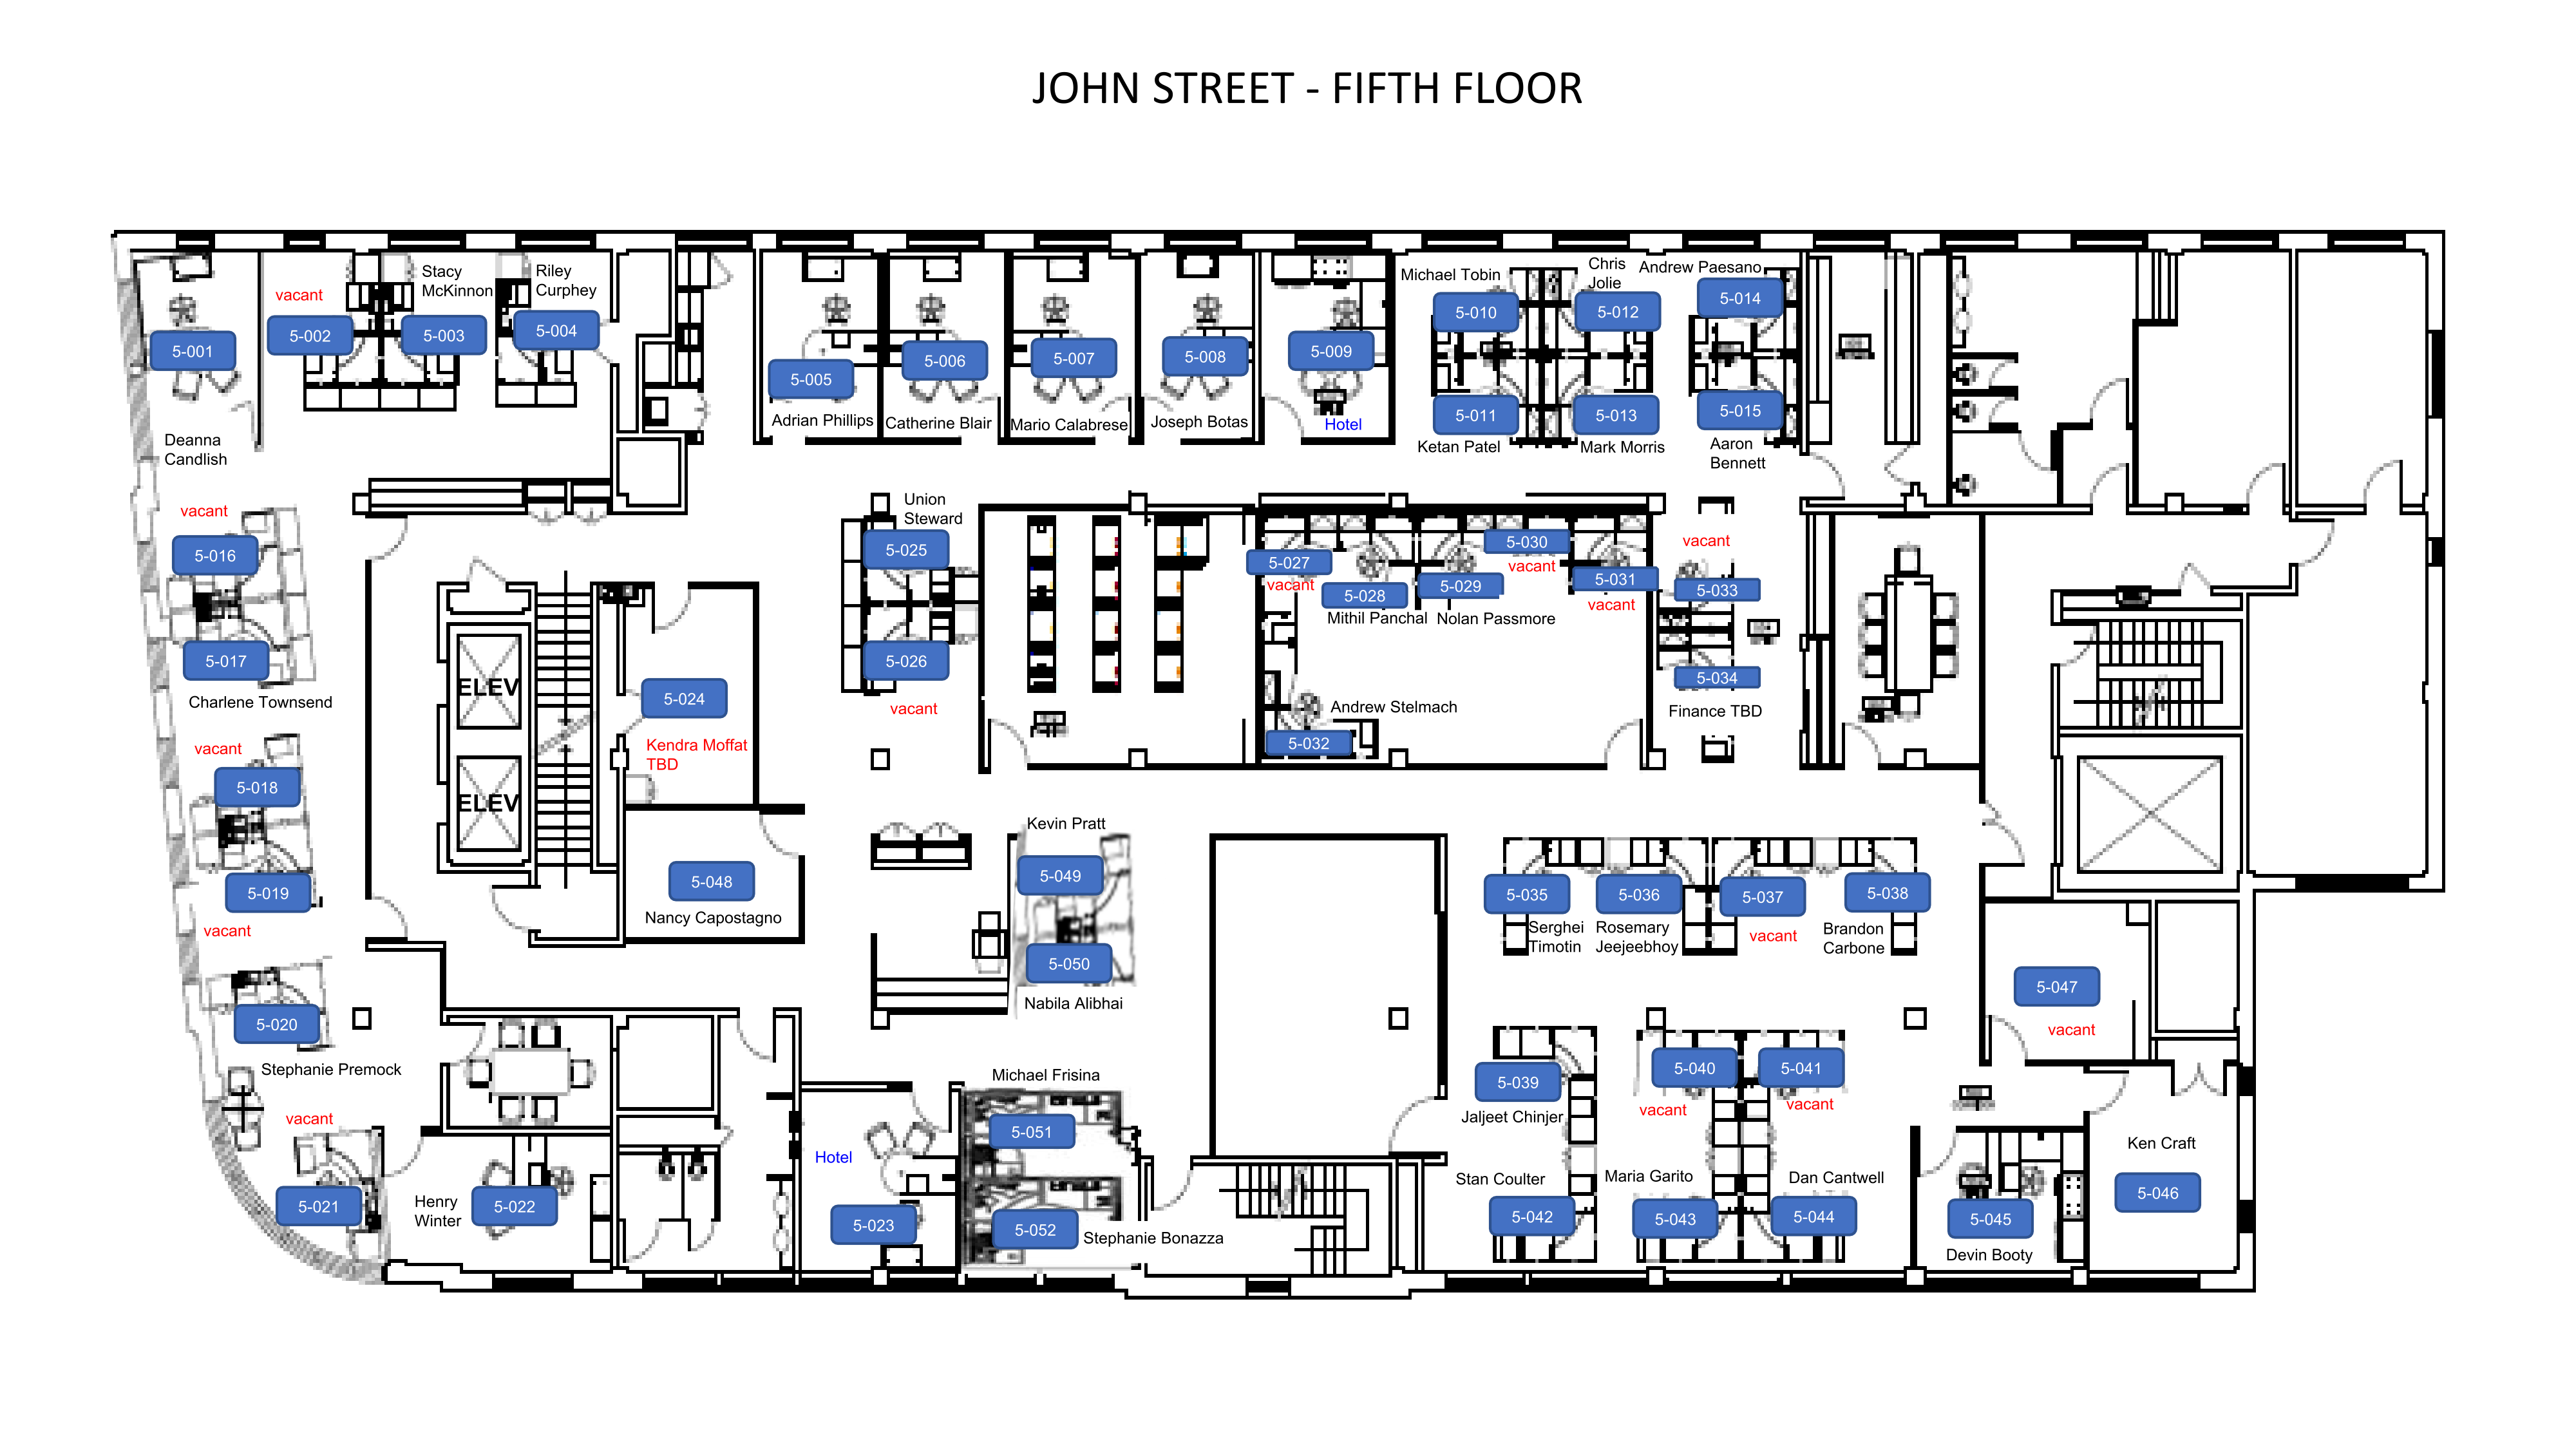 JOHN STREET - FIFTH FLOOR
Stacy
McKinnon
Riley
Curphey
vacant
5-001
5-002
5-003
5-004
Deanna
Candlish
5-005
Adrian Phillips
5-006
Catherine Blair
5-007
Mario Calabrese
5-008
Joseph Botas
5-009
Hotel
Michael Tobin
5-010
Chris
Jolie
5-012
Andrew Paesano
5-014
5-011
Ketan Patel
5-013
Mark Morris
5-015
Aaron
Bennett
vacant
5-016
5-017
Charlene Townsend
vacant
5-018
5-019
vacant
5-020
Stephanie Premock
vacant
5-021
Henry
Winter
5-022
ELEV
ELEV
5-024
Kendra Moffat
TBD
5-048
Nancy Capostagno
Union
Steward
5-025
5-026
vacant
5-027
vacant
5-028
Mithil Panchal
5-029
Nolan Passmore
5-030
vacant
5-031
vacant
Andrew Stelmach
5-032
vacant
5-033
5-034
Finance TBD
Kevin Pratt
5-049
5-050
Nabila Alibhai
5-035
Serghei
Timotin
5-036
Rosemary
Jeejeebhoy
5-037
vacant
5-038
Brandon
Carbone
5-047
vacant
Hotel
5-023
Michael Frisina
5-051
5-052
Stephanie Bonazza
5-039
Jaljeet Chinjer
5-040
vacant
5-041
vacant
Stan Coulter
5-042
Maria Garito
5-043
Dan Cantwell
5-044
5-045
Devin Booty
Ken Craft
5-046